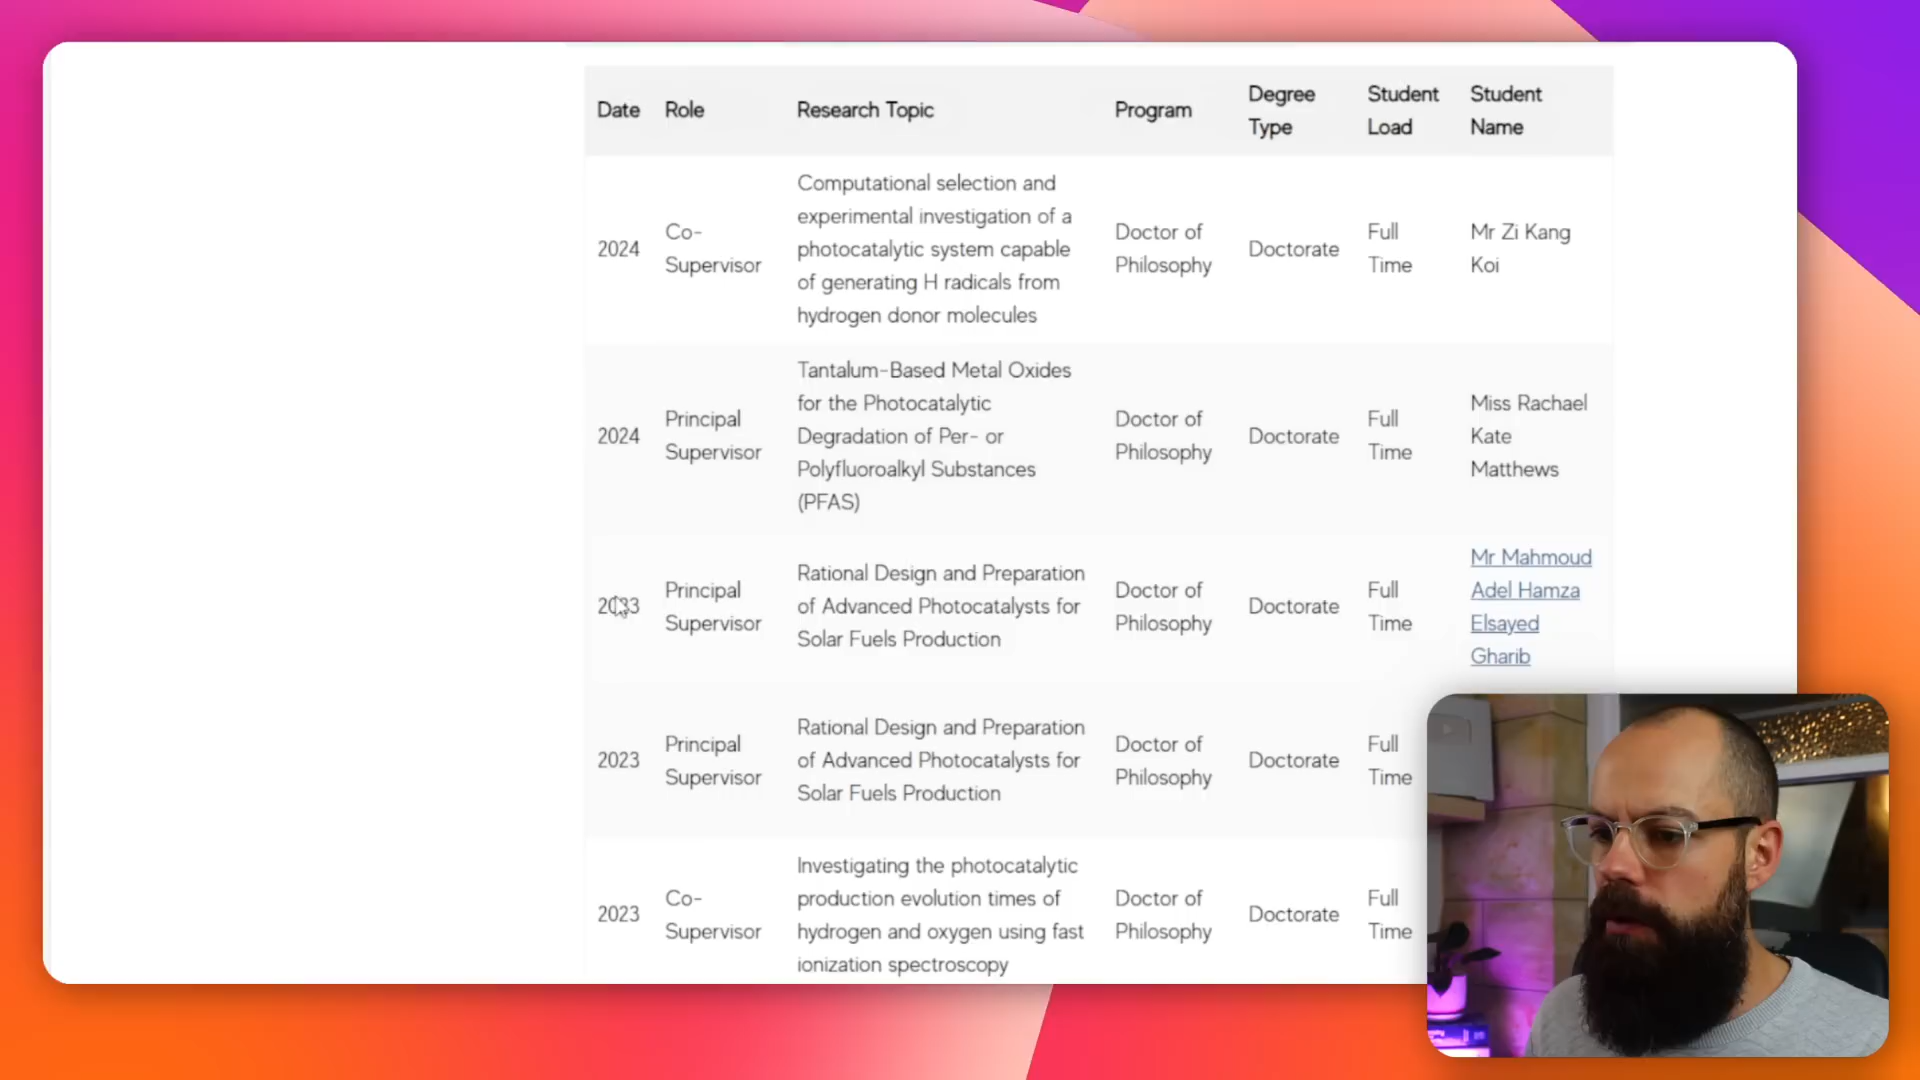 Date Role Research Topic Program Degree Type Student Load Student Name
2024 Co-Supervisor Computational selection and
experimental investigation of a
photocatalytic system capable
of generating H radicals from
hydrogen donor molecules
Doctor of Philosophy
Doctorate
Full Time
Mr Zi Kang Koi
2024 Principal Supervisor Tantalum-Based Metal Oxides
for the Photocatalytic
Degradation of Per- or
Polyfluoroalkyl Substances
(PFAS)
Doctor of Philosophy
Doctorate
Full Time
Miss Rachael Kate Matthews
Principal Supervisor Rational Design and Preparation
of Advanced Photocatalysts for
Solar Fuels Production
Doctor of Philosophy
Doctorate
Full Time
Mr Mahmoud Adel Hamza Elsayed Gharib
2023 Principal Supervisor Rational Design and Preparation
of Advanced Photocatalysts for
Solar Fuels Production
Doctor of Philosophy
Doctorate
Full Time
2023 Co-Supervisor Investigating the photocatalytic
production evolution times of
hydrogen and oxygen using fast
ionization spectroscopy
Doctor of Philosophy
Doctorate
Full Time